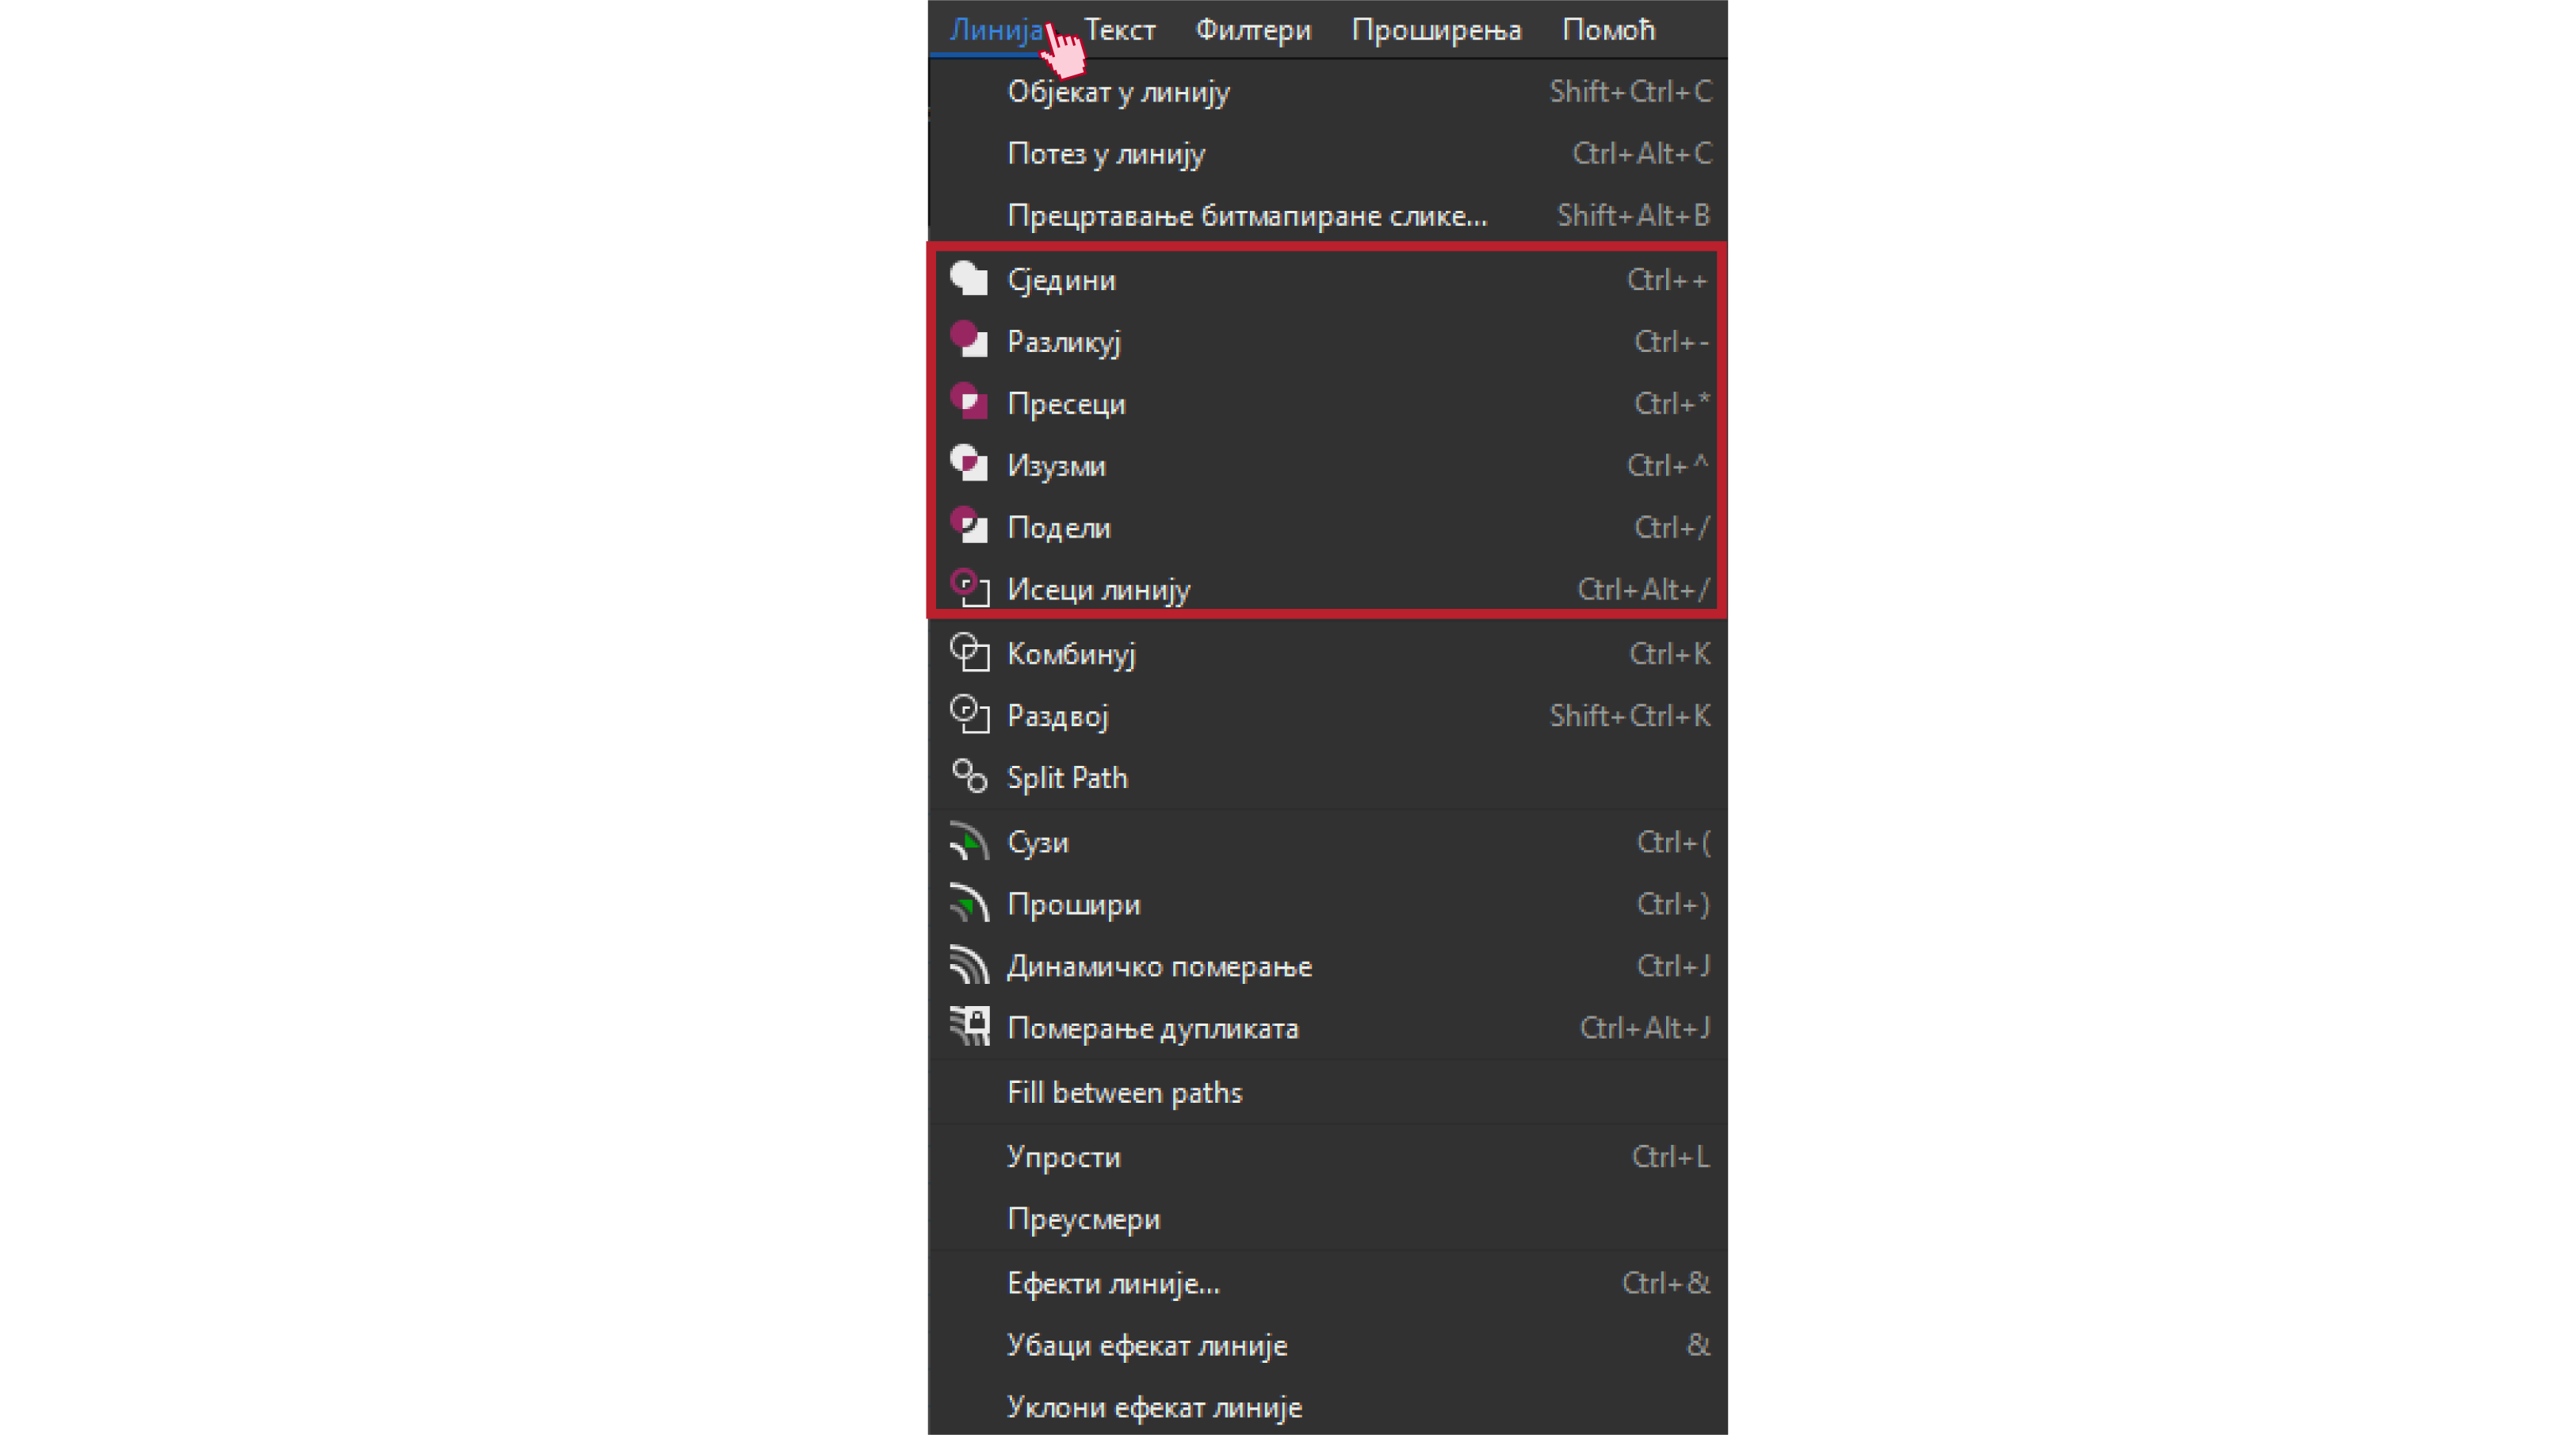 Линија Текст Филтери Проширења Помоћ
Објекат у линију Shift+Ctrl+C
Потез у линију Ctrl+Alt+C
Прецртавање битмапиране слике... Shift+Alt+B
Сједини Ctrl++
Разликуј Ctrl+-
Пресеци Ctrl+*
Изузми Ctrl+^
Подели Ctrl+/
Исеци линију Ctrl+Alt+/
Комбинуј Ctrl+K
Раздвој Shift+Ctrl+K
Split Path
Сузи Ctrl+(
Прошири Ctrl+)
Динамичко померање Ctrl+J
Померање дупликата Ctrl+Alt+J
Fill between paths
Упрости Ctrl+L
Преусмери
Ефекти линије... Ctrl+&
Убаци ефекат линије &
Уклони ефекат линије